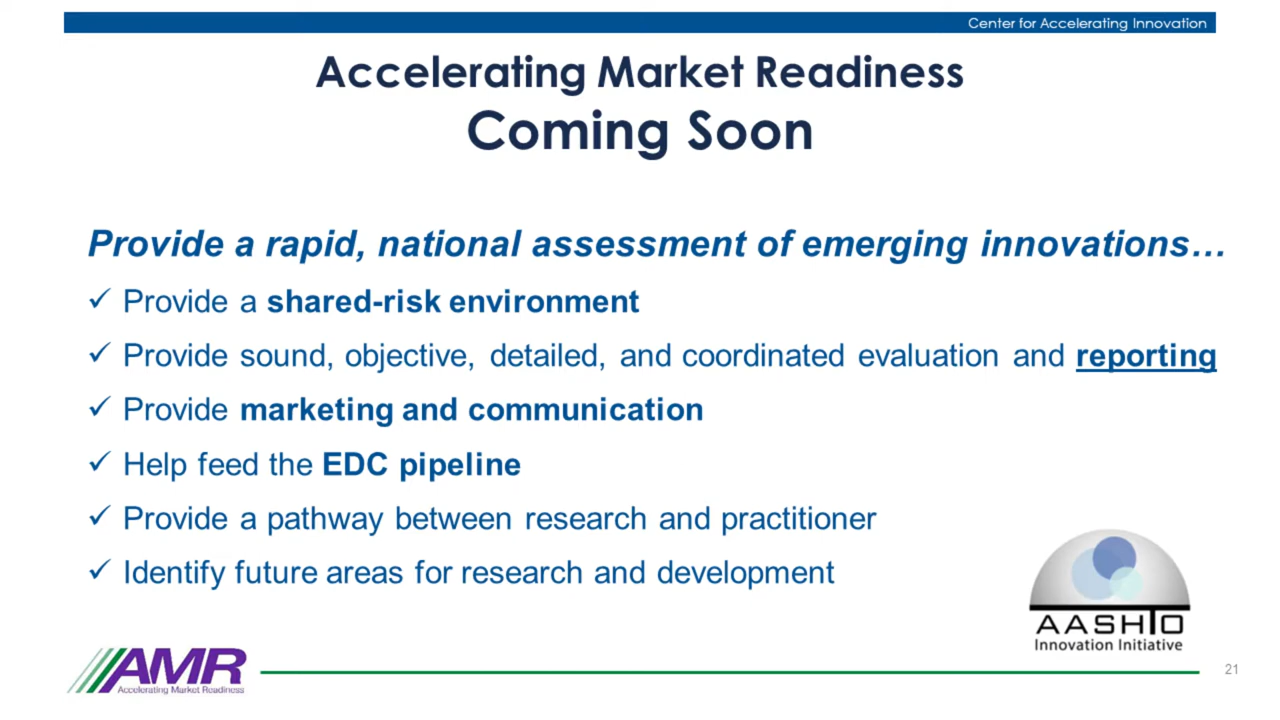 Center for Accelerating Innovation
Accelerating Market Readiness
Coming Soon
Provide a rapid, national assessment of emerging innovations…
✓ Provide a shared-risk environment
✓ Provide sound, objective, detailed, and coordinated evaluation and reporting
✓ Provide marketing and communication
✓ Help feed the EDC pipeline
✓ Provide a pathway between research and practitioner
✓ Identify future areas for research and development
AASHTO
Innovation Initiative
AMR
Accelerating Market Readiness
21